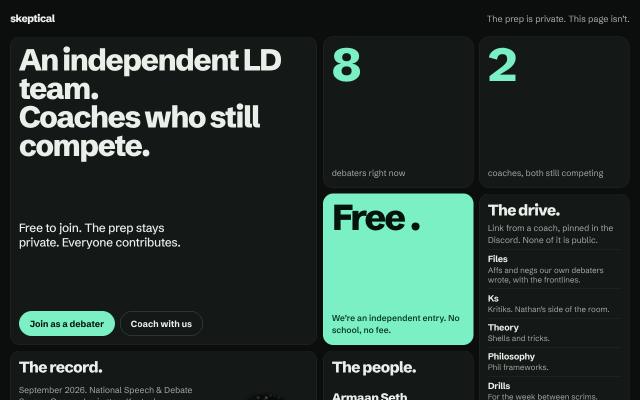 skeptical
The prep is private. This page isn't.
An independent LD
team.
Coaches who still
compete.
Free to join. The prep stays
private. Everyone contributes.
Join as a debater
Coach with us
8
debaters right now
2
coaches, both still competing
Free .
We're an independent entry. No
school, no fee.
The drive.
Link from a coach, pinned in the
Discord. None of it is public.
Files
Affs and negs our own debaters
wrote, with the frontlines.
Ks
Kritiks. Nathan's side of the room.
Theory
Shells and tricks.
Philosophy
Phil frameworks.
Drills
For the week between scrims.
The record.
September 2026. National Speech & Debate
The people.
Armaan Seth